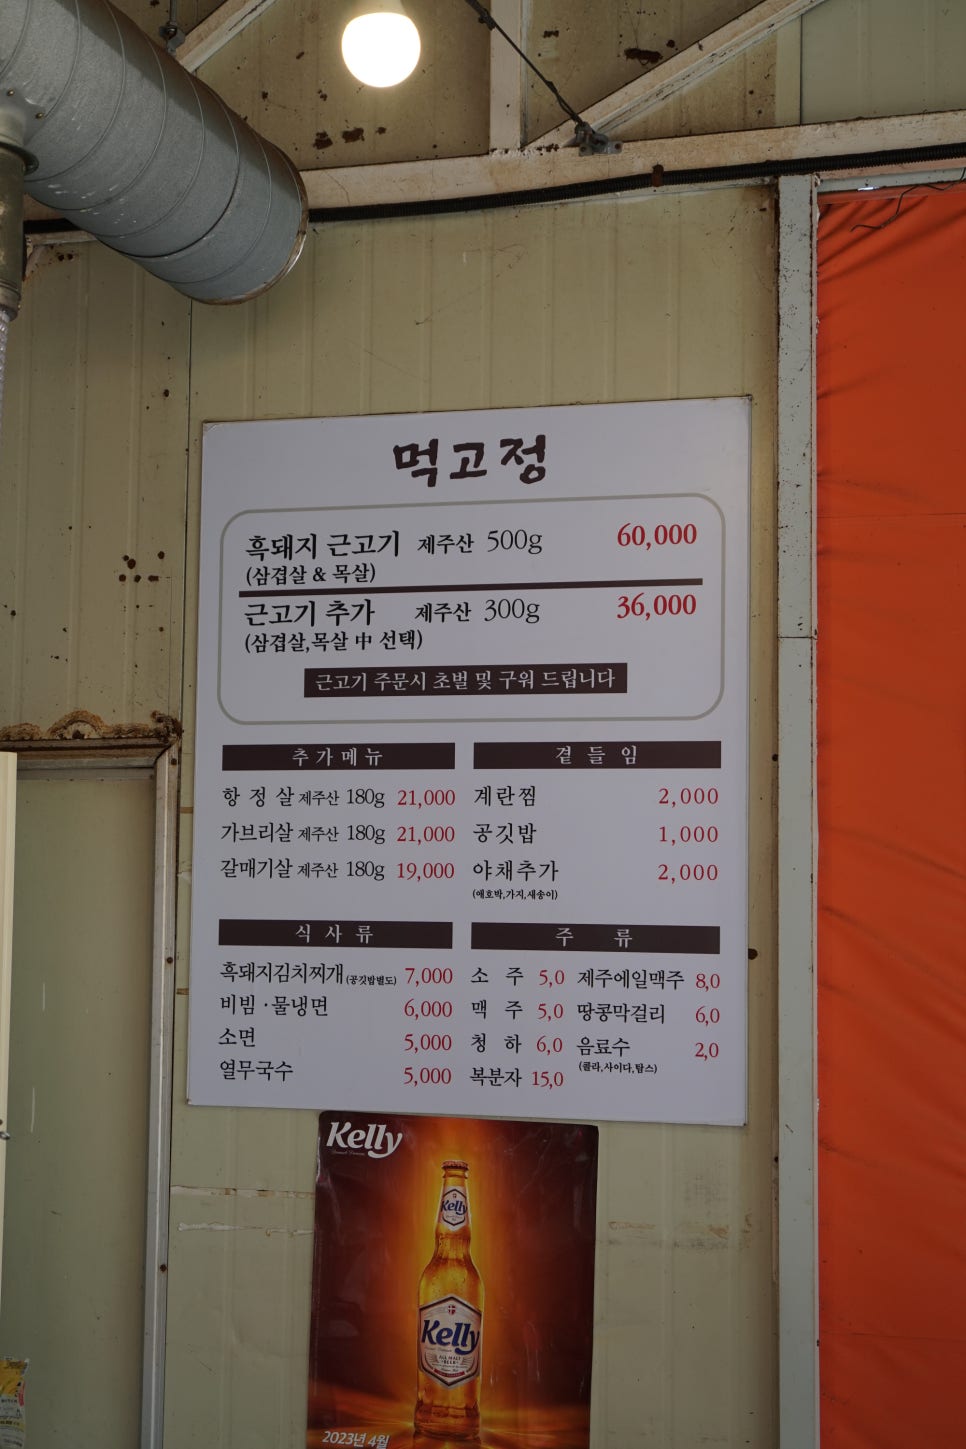 먹고정
흑돼지 근고기 제주산 500g 60,000
(삼겹살 & 목살)
근고기 추가 제주산 300g 36,000
(삼겹살,목살 中 선택)
근고기 주문시 초벌 및 구워 드립니다
추가메뉴
항정살 제주산 180g 21,000
가브리살 제주산 180g 21,000
갈매기살 제주산 180g 19,000
곁들임
계란찜 2,000
공깃밥 1,000
야채추가 2,000
(애호박,가지,새송이)
식사류
흑돼지김치찌개(공깃밥별도) 7,000
비빔·물냉면 6,000
소면 5,000
열무국수 5,000
주류
소주 5,0 제주에일맥주 8,0
맥주 5,0 땅콩막걸리 6,0
청하 6,0 음료수 2,0
(콜라,사이다,탑스)
복분자 15,0
Kelly
Kelly
Kelly
ALL MALT
BEER
2023년 4월